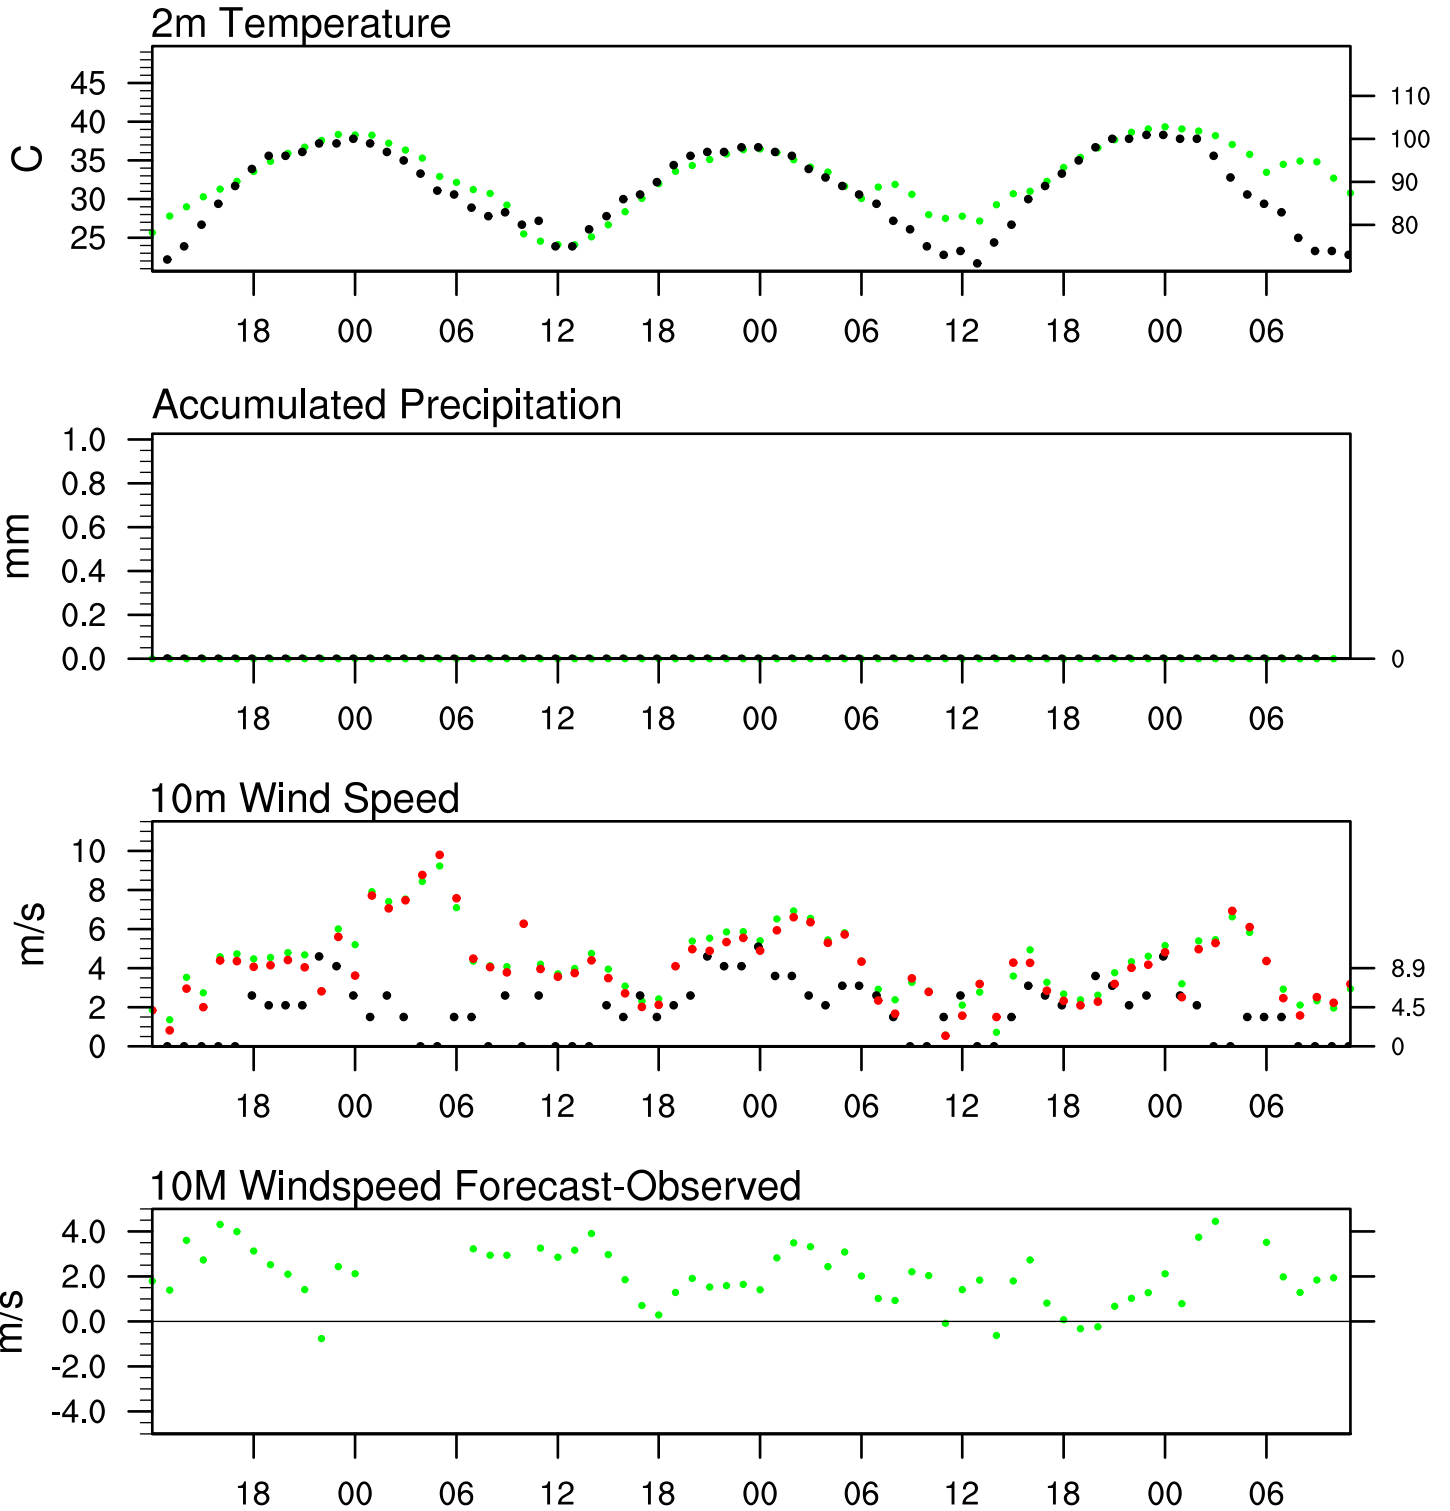 2m Temperature
45
40
35
30
25
C
110
100
90
80
18 00 06 12 18 00 06 12 18 00 06
Accumulated Precipitation
1.0
0.8
0.6
0.4
0.2
0.0
mm
0
18 00 06 12 18 00 06 12 18 00 06
10m Wind Speed
10
8
6
4
2
0
m/s
8.9
4.5
0
18 00 06 12 18 00 06 12 18 00 06
10M Windspeed Forecast-Observed
4.0
2.0
0.0
-2.0
-4.0
m/s
18 00 06 12 18 00 06 12 18 00 06